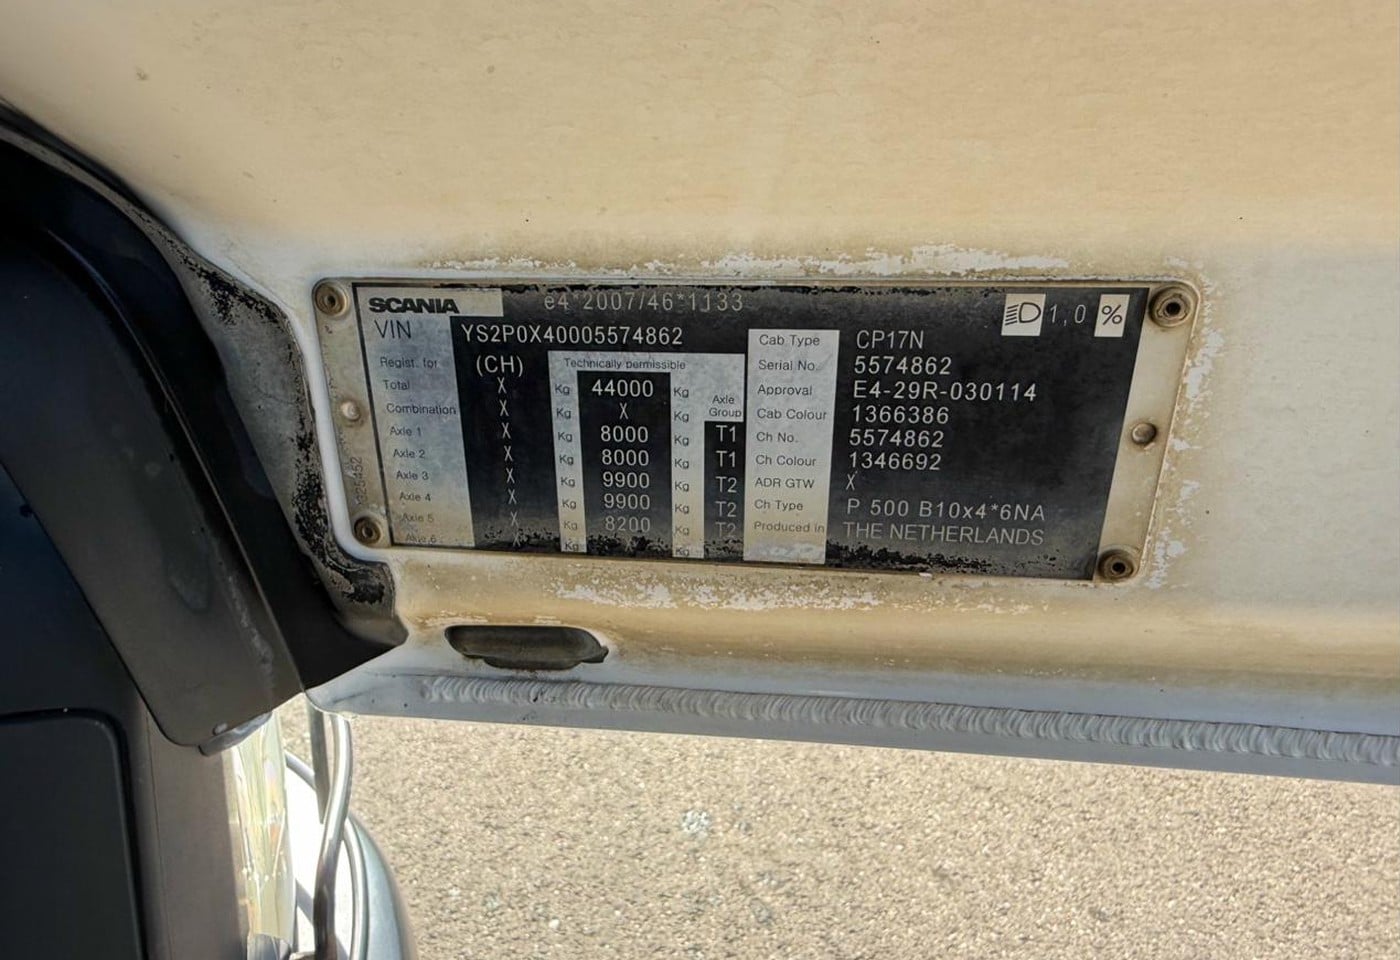 SCANIA e4*2007/46*1133 1,0 %
VIN YS2P0X40005574862 Cab Type CP17N
Regist. for (CH) Technically permissible Serial No. 5574862
Total X Kg 44000 Kg Approval E4-29R-030114
Combination X Kg X Kg Axle Group Cab Colour 1366386
Axle 1 X Kg 8000 Kg T1 Ch No. 5574862
Axle 2 X Kg 8000 Kg T1 Ch Colour 1346692
Axle 3 X Kg 9900 Kg T2 ADR GTW X
Axle 4 X Kg 9900 Kg T2 Ch Type P 500 B10x4*6NA
Axle 5 X Kg 8200 Kg T2 Produced in THE NETHERLANDS
Axle 6 X Kg Kg